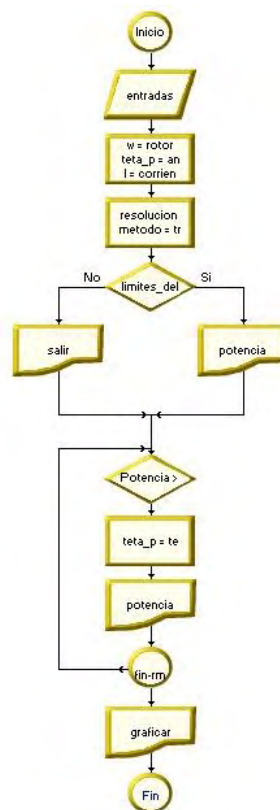 Inicio
entradas
w = rotor
teta_p = an
I = corrien
resolucion
metodo = tr
No
limites_del
Si
salir
potencia
Potencia >
teta_p = te
potencia
fin-rm
graficar
Fin